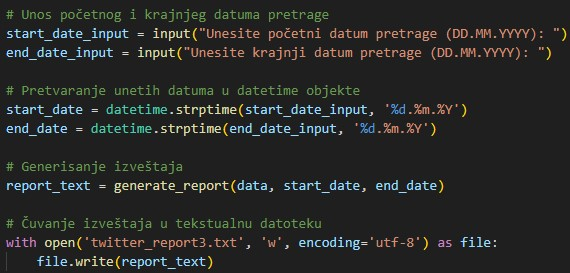 # Unos početnog i krajnjeg datuma pretrage
start_date_input = input("Unesite početni datum pretrage (DD.MM.YYYY): ")
end_date_input = input("Unesite krajnji datum pretrage (DD.MM.YYYY): ")
# Pretvaranje unetih datuma u datetime objekte
start_date = datetime.strptime(start_date_input, '%d.%m.%Y')
end_date = datetime.strptime(end_date_input, '%d.%m.%Y')
# Generisanje izveštaja
report_text = generate_report(data, start_date, end_date)
# Čuvanje izveštaja u tekstualnu datoteku
with open('twitter_report3.txt', 'w', encoding='utf-8') as file:
    file.write(report_text)